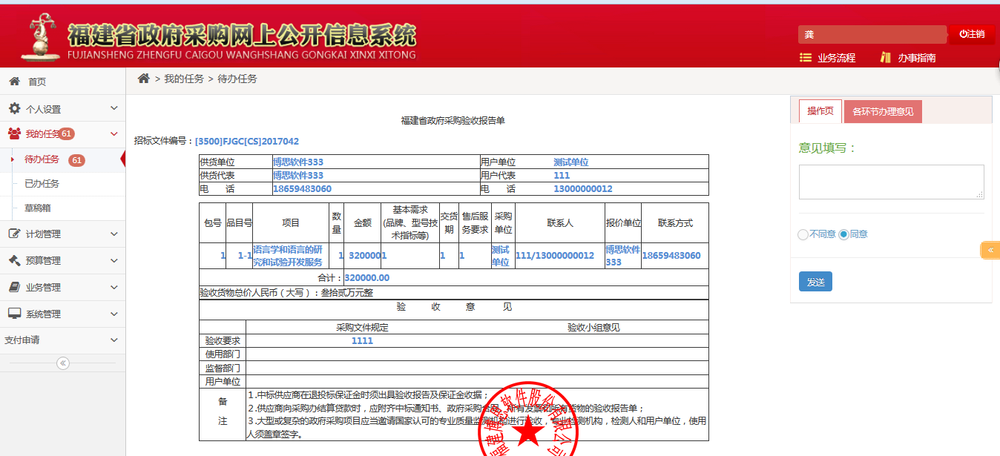 福建省政府采购网上公开信息系统
FUJIANSHENG ZHENGFU CAIGOU WANGHSHANG GONGKAI XINXI XITONG
龚
注销
业务流程 办事指南
首页
个人设置
我的任务 61
待办任务 61
已办任务
草稿箱
计划管理
预算管理
业务管理
系统管理
支付申请
> 我的任务 > 待办任务
福建省政府采购验收报告单
招标文件编号：[3500]FJGC[CS]2017042
供货单位 博思软件333 用户单位 测试单位
供货代表 博思软件333 用户代表 111
电 话 18659483060 电 话 13000000012
包号 品目号 项目 数量 金额 基本需求(品牌、型号技术指标等) 交货期 售后服务要求 采购单位 联系人 报价单位 联系方式
1 1-1 语言学和语言的研究和试验开发服务 1 320000 1 1 1 测试单位 111/13000000012 博思软件333 18659483060
合计：320000.00
验收货物总价人民币（大写）：叁拾贰万元整
验 收 意 见
采购文件规定 验收小组意见
验收要求 1111
使用部门
监督部门
用户单位
备注
1.中标供应商在退投标保证金时须出具验收报告及保证金收据；
2.供应商向采购办结算贷款时，应附齐中标通知书、政府采购合同、所有发票和所有货物的验收报告单；
3.大型或复杂的政府采购项目应当邀请国家认可的专业质量监测机构进行验收，专业检测机构，检测人和用户单位，使用
人须盖章签字。
福建博思软件股份有限公司
操作页 各环节办理意见
意见填写：
不同意 同意
发送